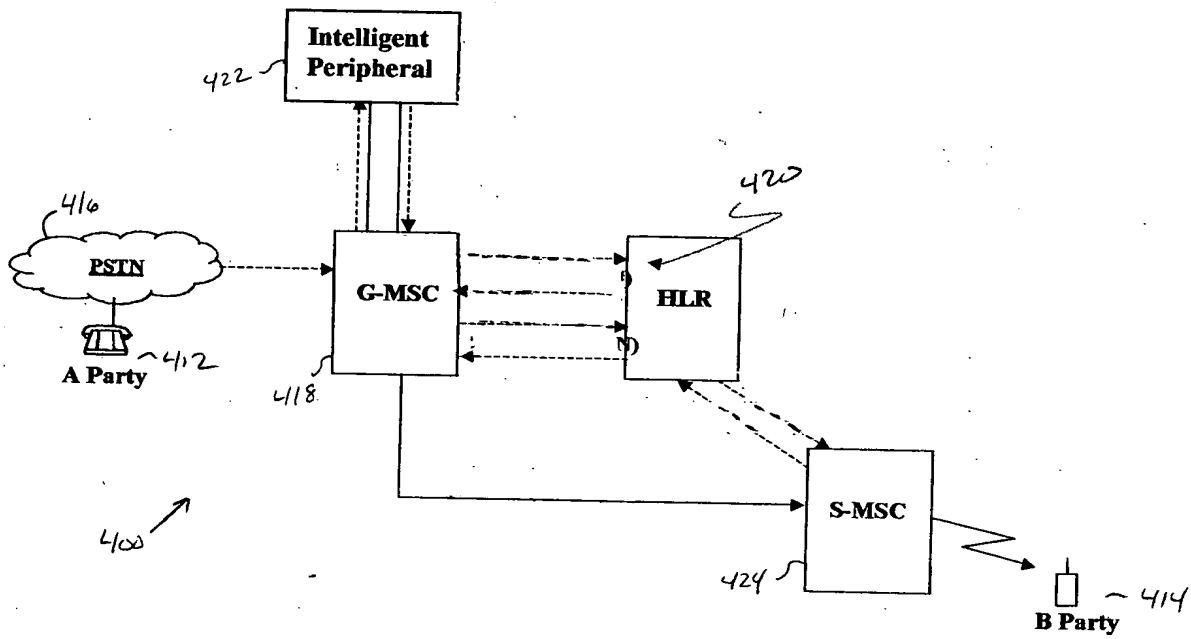 Intelligent
Peripheral
422
416
PSTN
412
A Party
G-MSC
418
420
HLR
N)
S-MSC
424
400
414
B Party